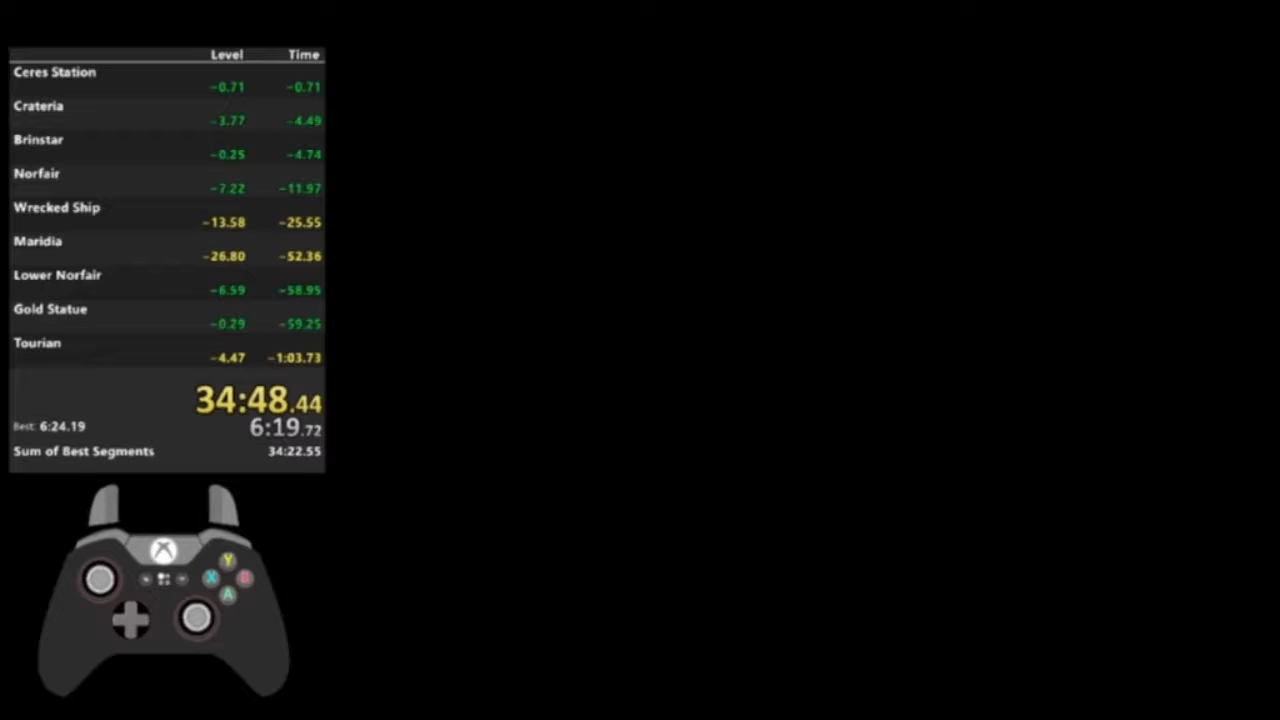 Level Time
Ceres Station
−0.71 −0.71
Crateria
−3.77 −4.49
Brinstar
−0.25 −4.74
Norfair
−7.22 −11.97
Wrecked Ship
−13.58 −25.55
Maridia
−26.80 −52.36
Lower Norfair
−6.59 −58.95
Gold Statue
−0.29 −59.25
Tourian
−4.47 −1:03.73
34:48.44
Best: 6:24.19 6:19.72
Sum of Best Segments 34:22.55
Y
X B
A